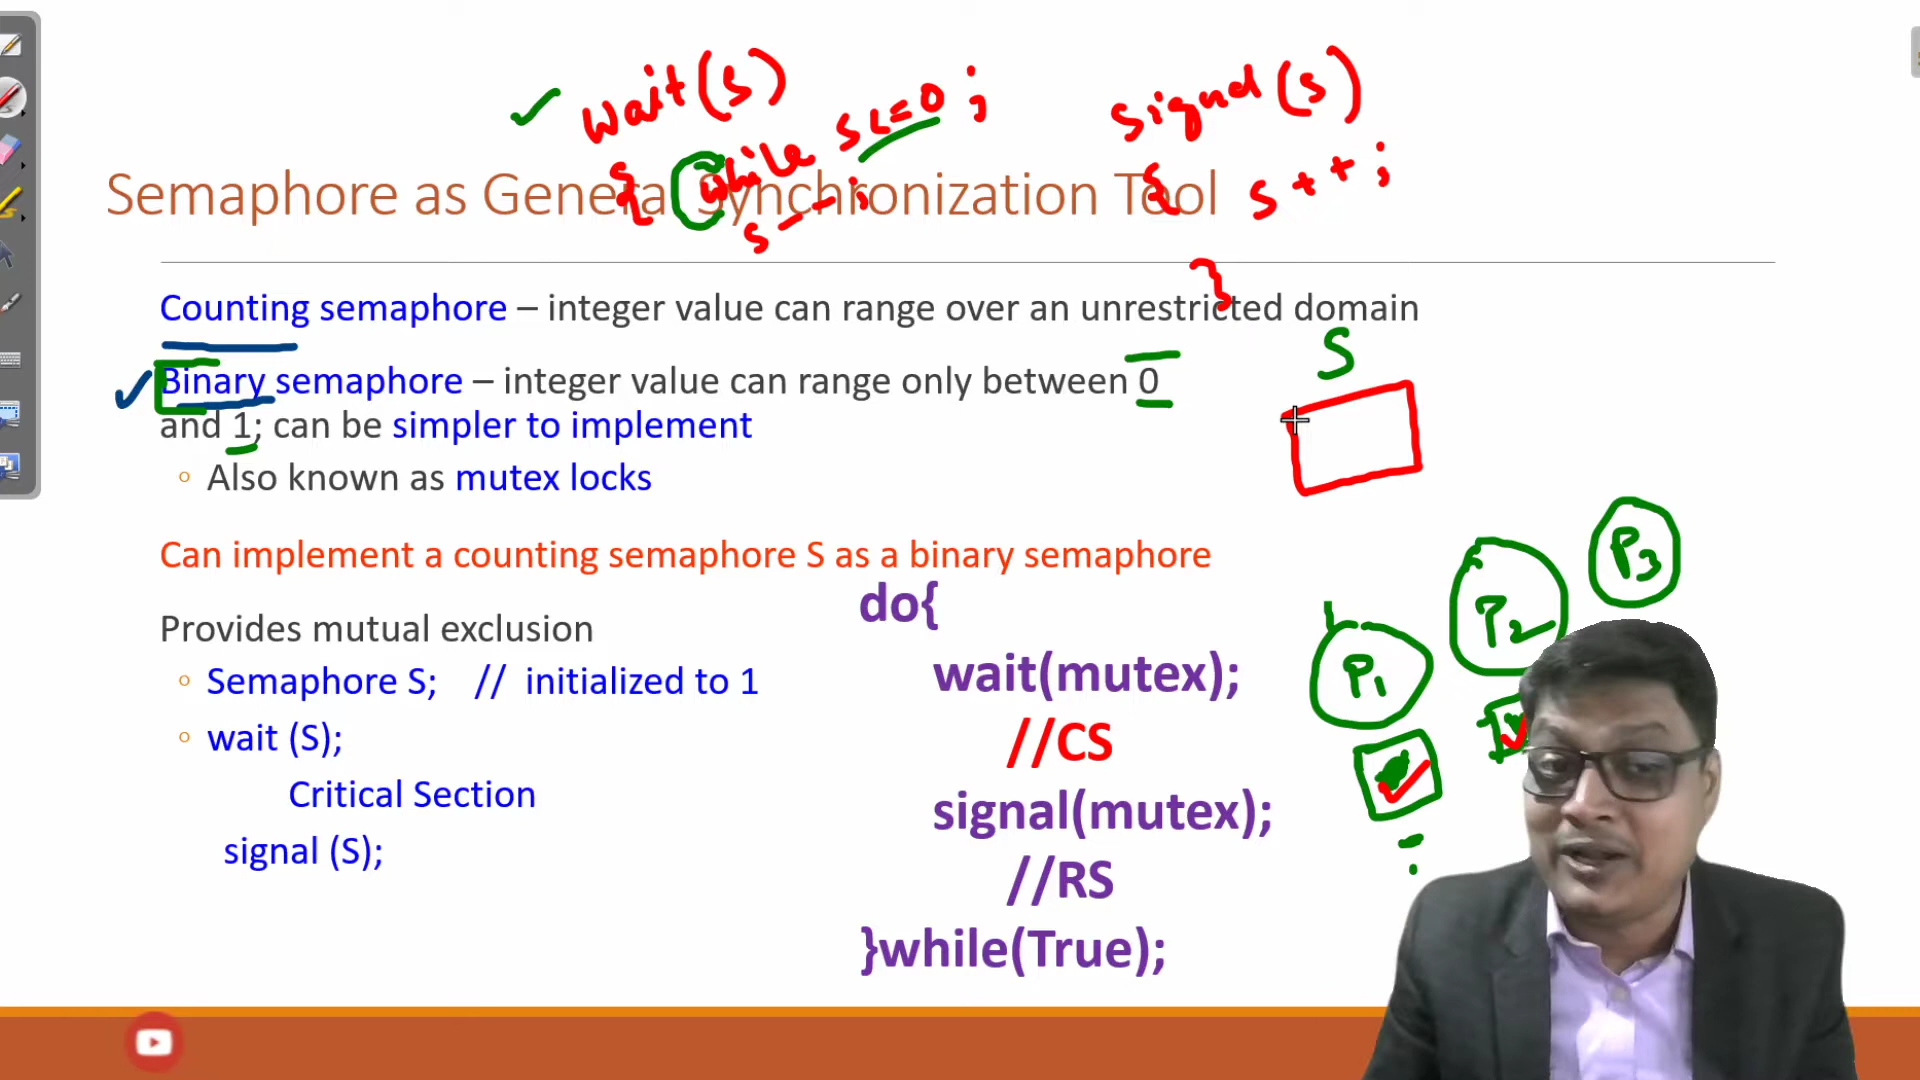 wait(s) signal(s)
{ while s<=0 ; { s++;
s--; }
Semaphore as General Synchronization Tool
Counting semaphore – integer value can range over an unrestricted domain
S
Binary semaphore – integer value can range only between 0
and 1; can be simpler to implement
◦ Also known as mutex locks
Can implement a counting semaphore S as a binary semaphore
Provides mutual exclusion
◦ Semaphore S; // initialized to 1
◦ wait (S);
Critical Section
signal (S);
do{
wait(mutex);
//CS
signal(mutex);
//RS
}while(True);
P1 P2 P3